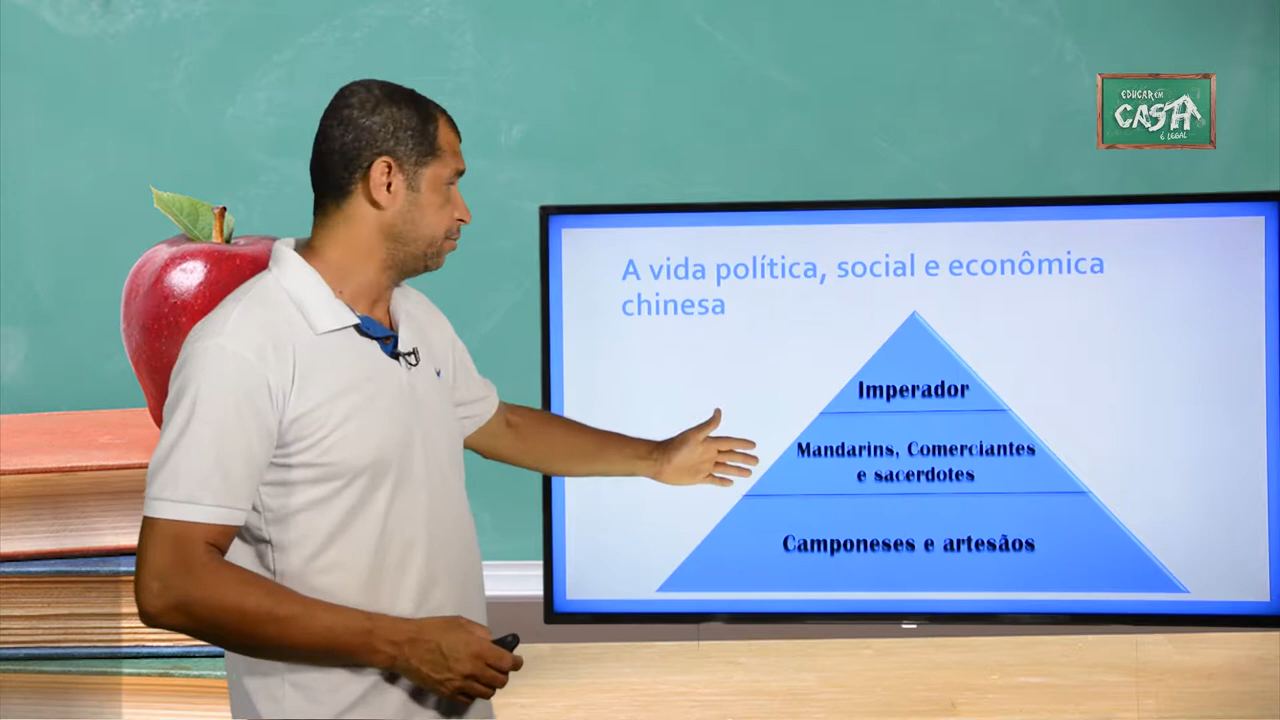 EDUCAR EM
CASA
É LEGAL
A vida política, social e econômica
chinesa
Imperador
Mandarins, Comerciantes
e sacerdotes
Camponeses e artesãos